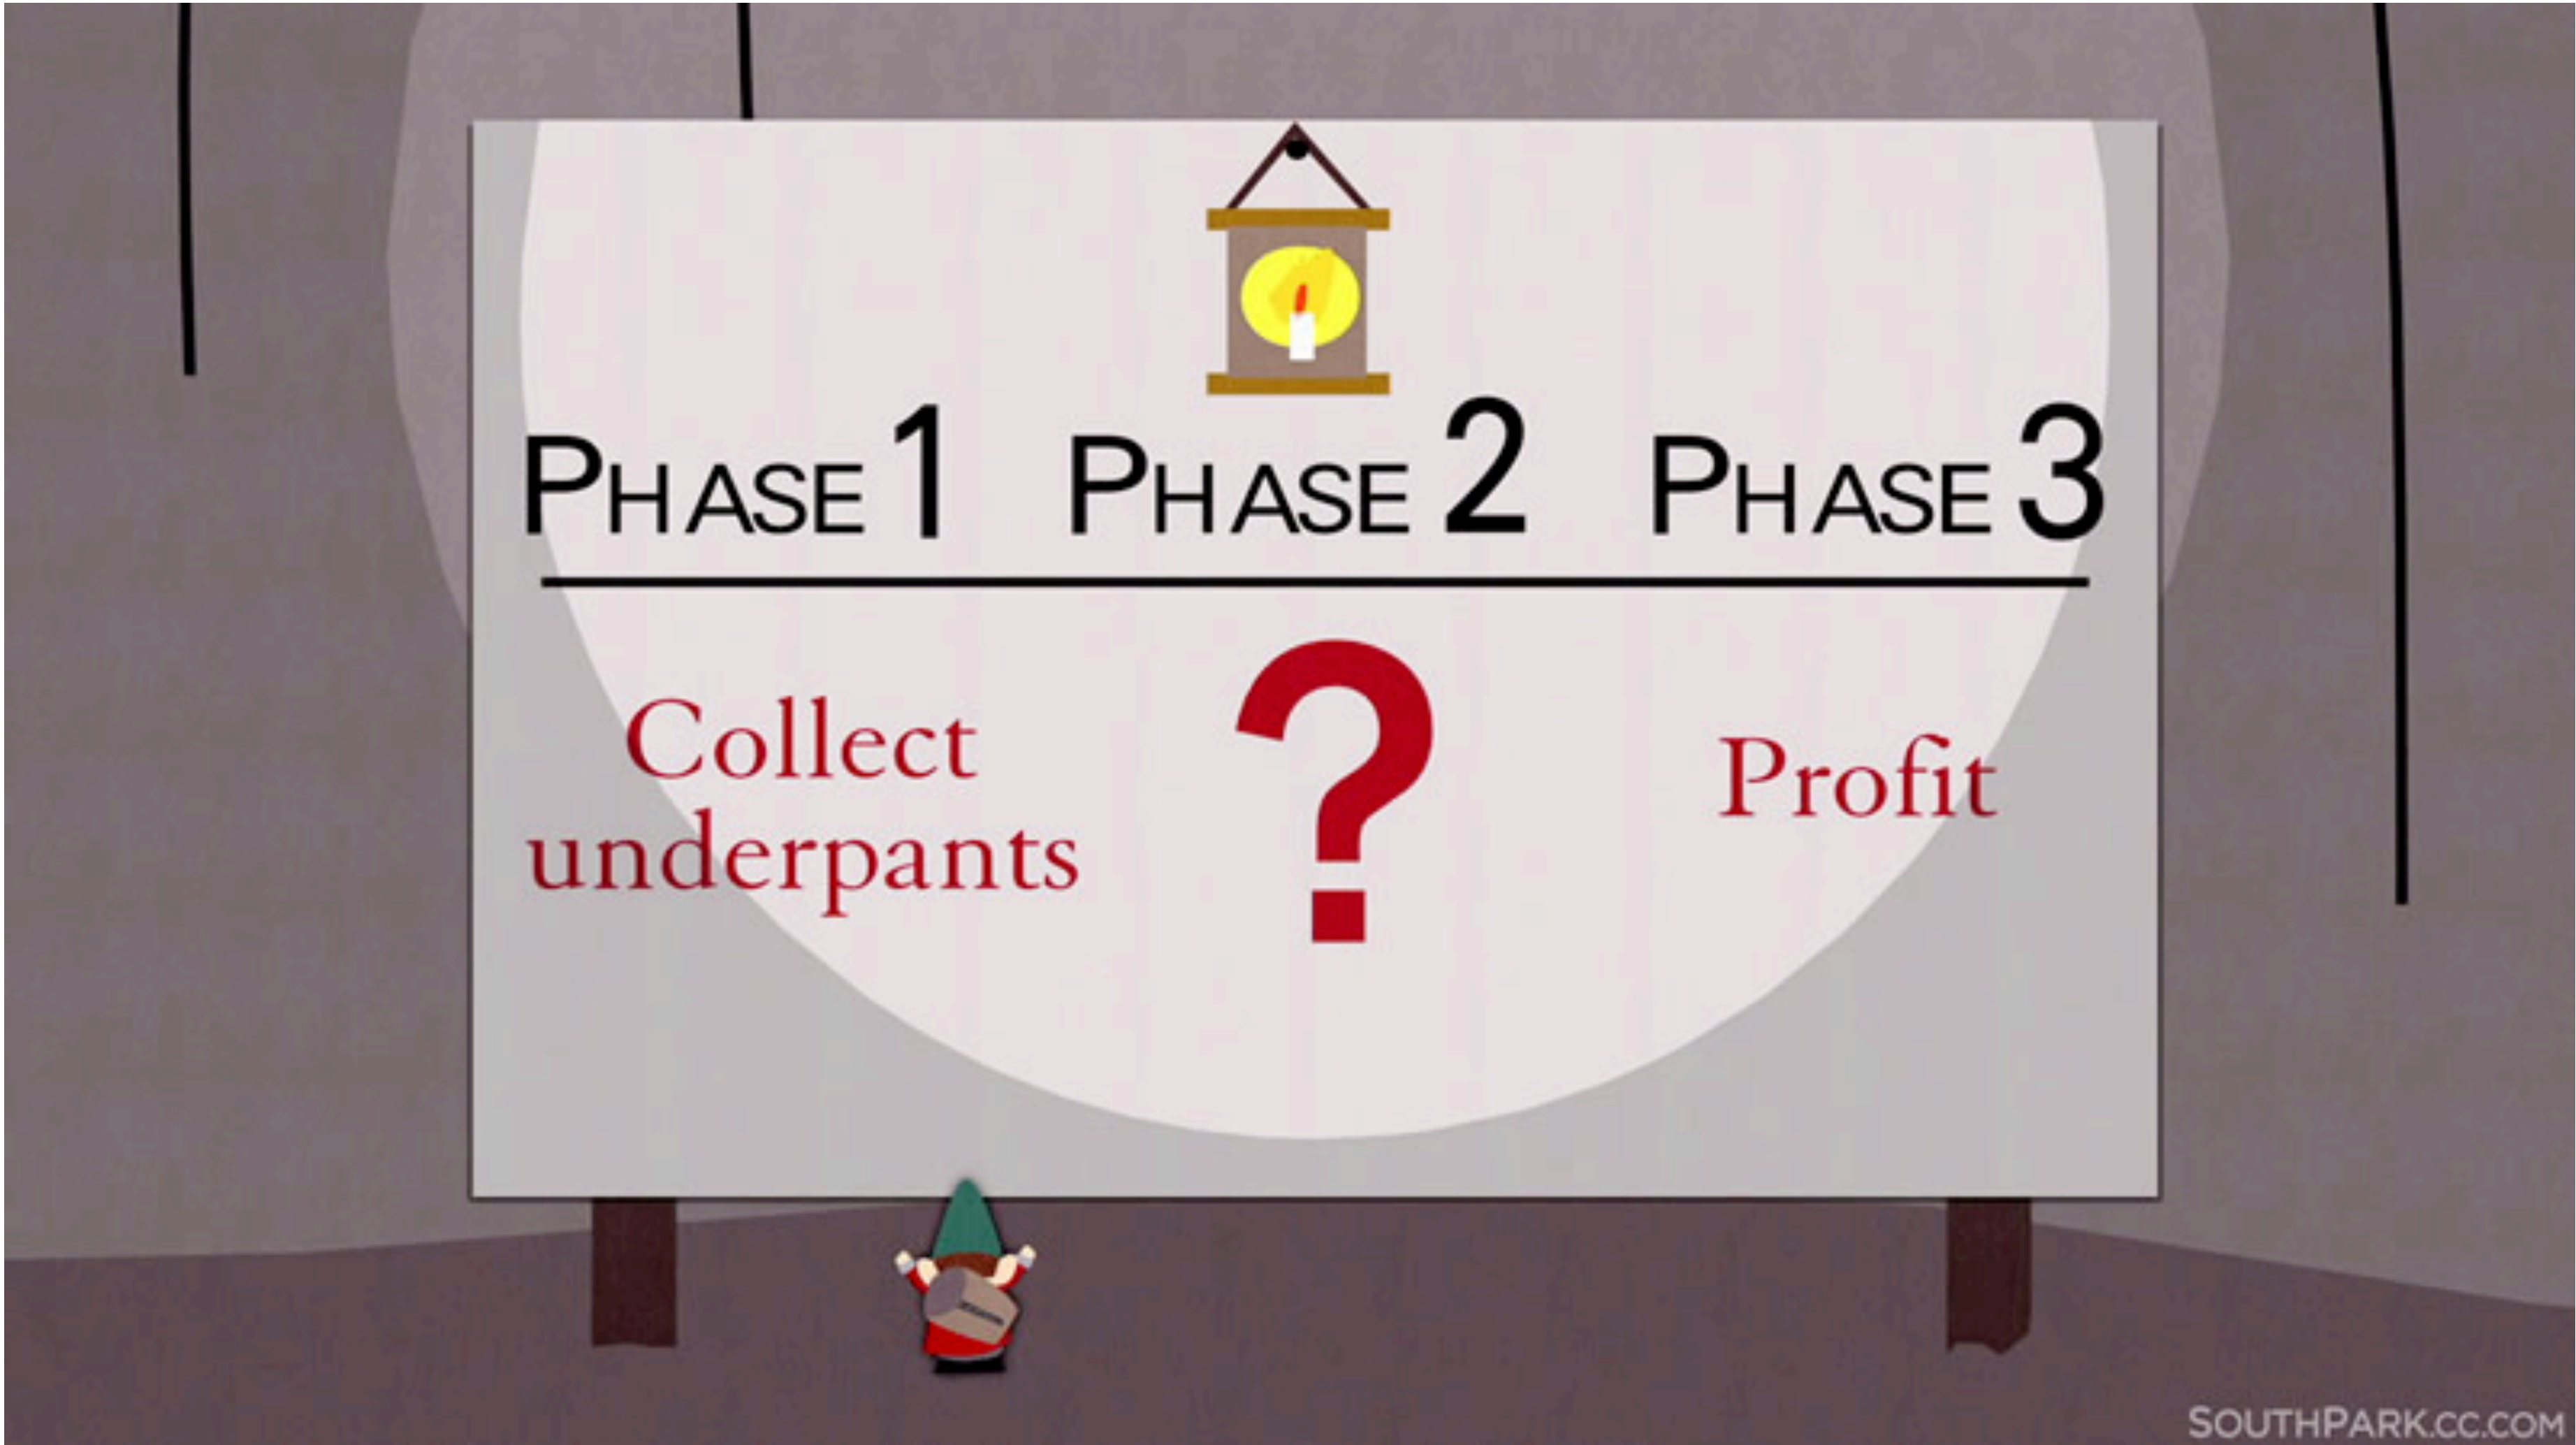 Phase 1 Phase 2 Phase 3
Collect
underpants
?
Profit
SouthPark.cc.com